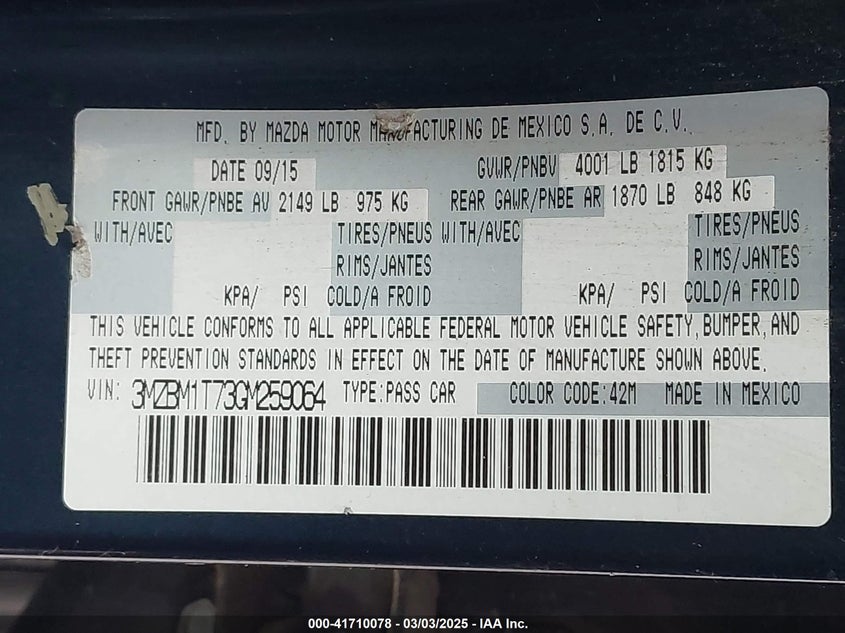 MFD. BY MAZDA MOTOR MANUFACTURING DE MEXICO S.A. DE C.V.
DATE 09/15 GVWR/PNBV 4001 LB 1815 KG
FRONT GAWR/PNBE AV 2149 LB 975 KG REAR GAWR/PNBE AR 1870 LB 848 KG
WITH/AVEC TIRES/PNEUS WITH/AVEC TIRES/PNEUS
RIMS/JANTES RIMS/JANTES
KPA/ PSI COLD/A FROID KPA/ PSI COLD/A FROID
THIS VEHICLE CONFORMS TO ALL APPLICABLE FEDERAL MOTOR VEHICLE SAFETY, BUMPER, AND
THEFT PREVENTION STANDARDS IN EFFECT ON THE DATE OF MANUFACTURE SHOWN ABOVE.
VIN: 3MZBM1T73GM259064 TYPE:PASS CAR COLOR CODE:42M MADE IN MEXICO
000-41710078 - 03/03/2025 - IAA Inc.